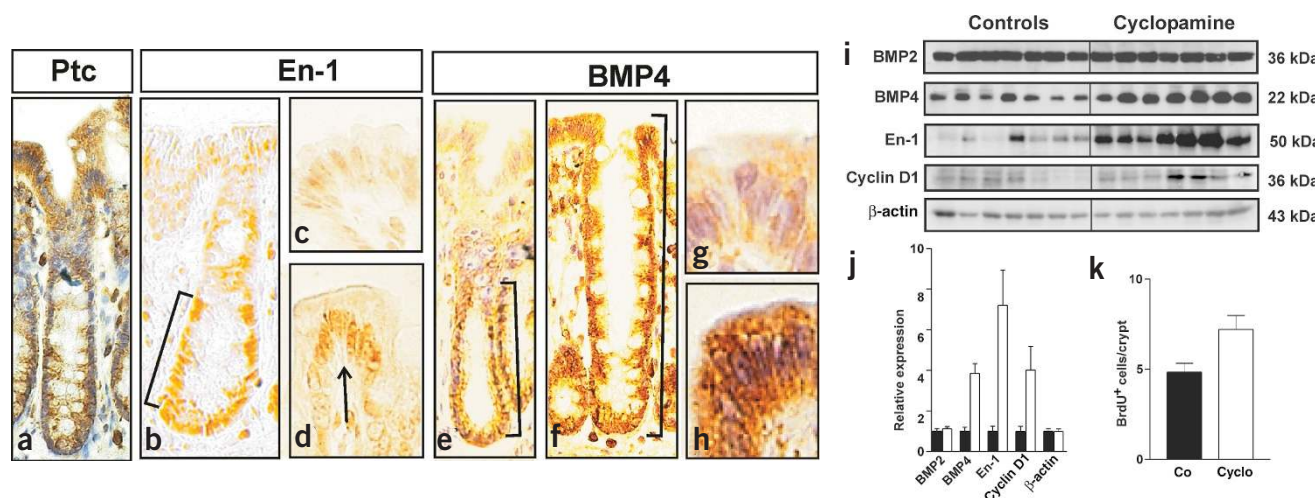 Ptc
En-1
BMP4
a
b
c
d
e
f
g
h
i
Controls
Cyclopamine
BMP2
36 kDa
BMP4
22 kDa
En-1
50 kDa
Cyclin D1
36 kDa
β-actin
43 kDa
j
Relative expression
10
8
6
4
2
0
BMP2
BMP4
En-1
Cyclin D1
β-actin
k
BrdU+ cells/crypt
10
5
0
Co
Cyclo